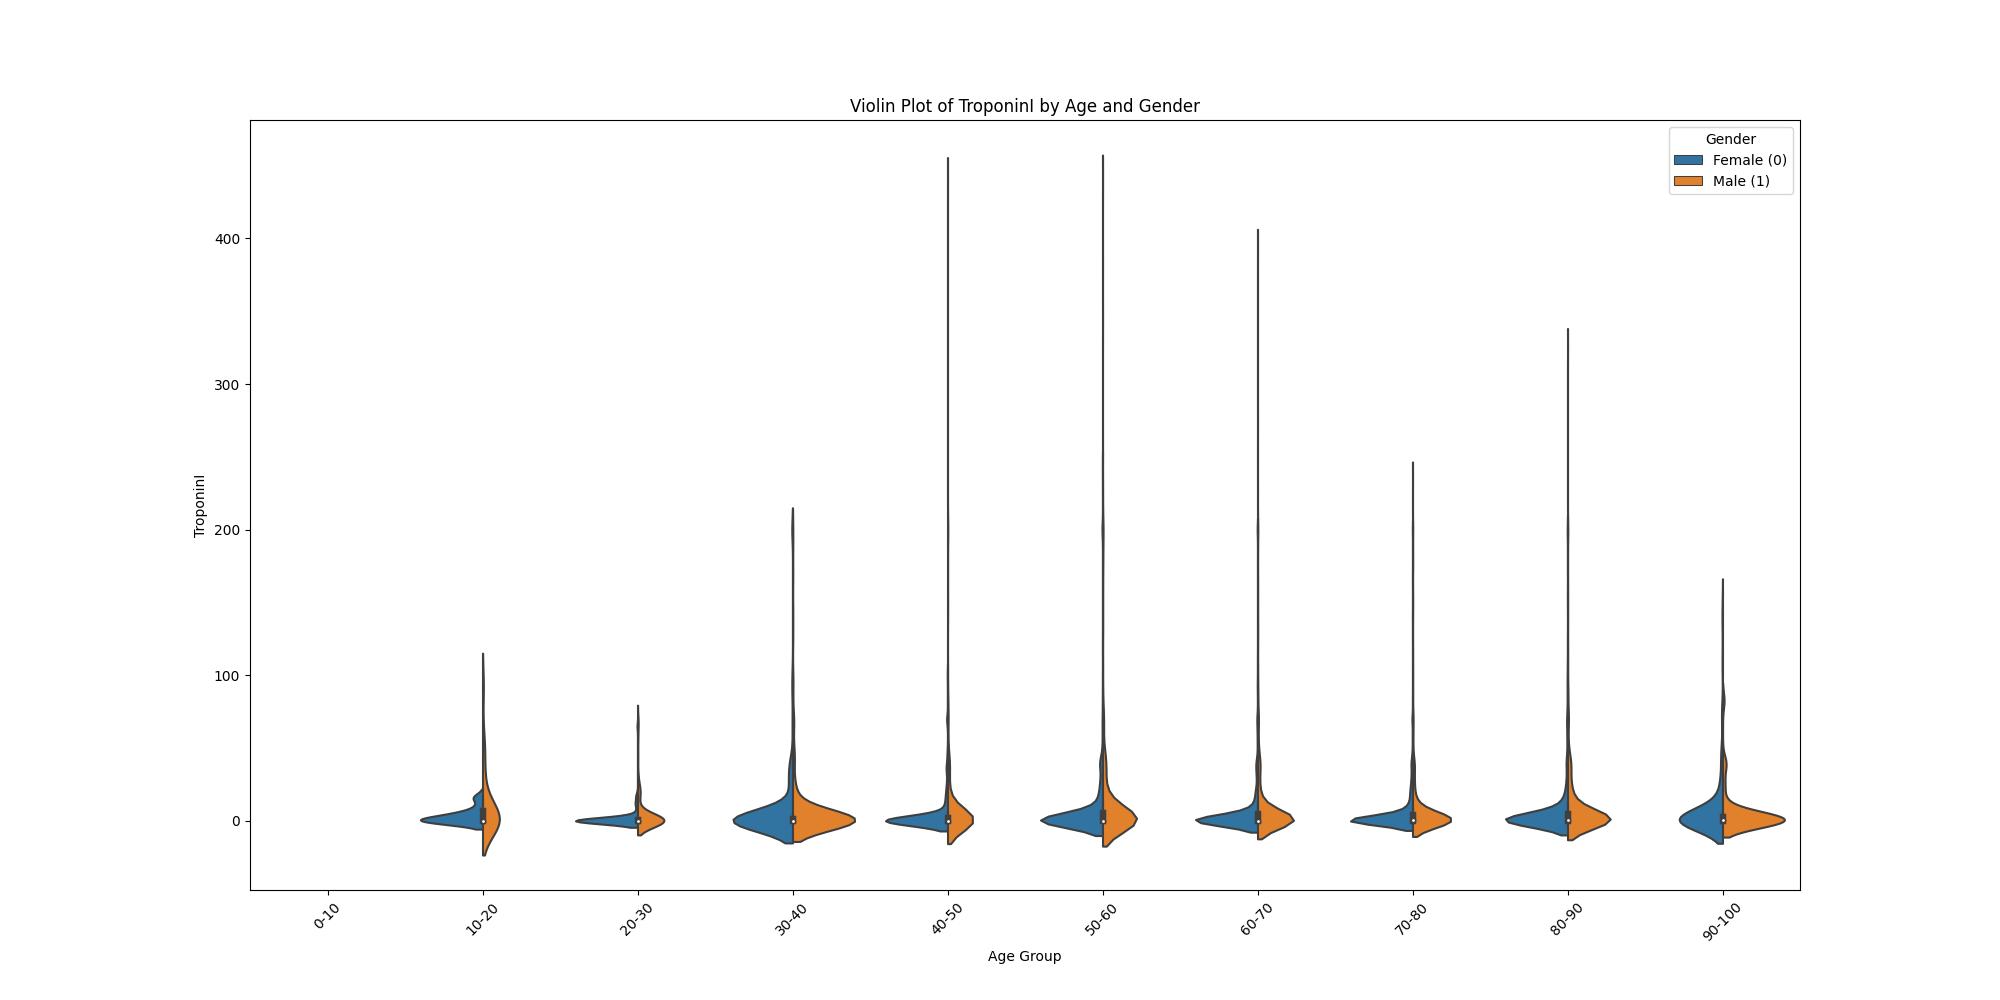 Violin Plot of TroponinI by Age and Gender
Gender
Female (0)
Male (1)
TroponinI
400
300
200
100
0
0-10
10-20
20-30
30-40
40-50
50-60
60-70
70-80
80-90
90-100
Age Group